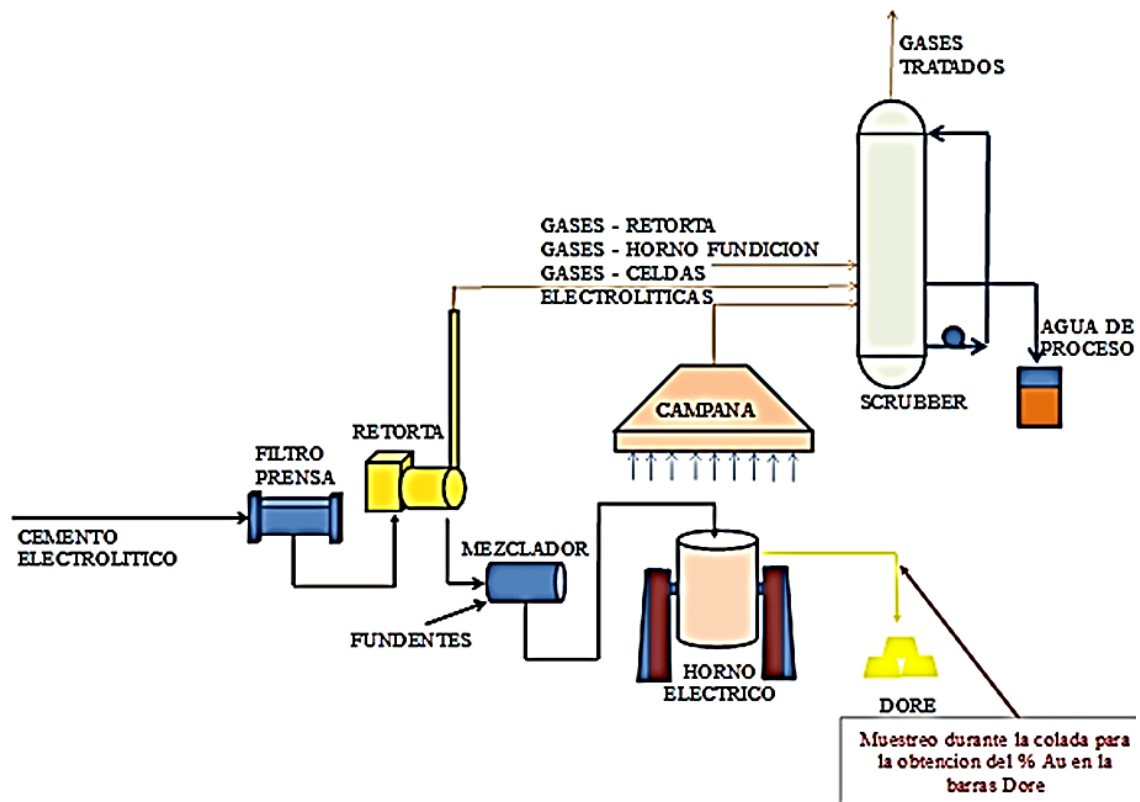 GASES
TRATADOS
GASES - RETORTA
GASES - HORNO FUNDICION
GASES - CELDAS
ELECTROLITICAS
AGUA DE
PROCESO
SCRUBBER
CAMPANA
RETORTA
FILTRO
PRENSA
CEMENTO
ELECTROLITICO
MEZCLADOR
FUNDENTES
HORNO
ELECTRICO
DORE
Muestreo durante la colada para
la obtencion del % Au en la
barras Dore